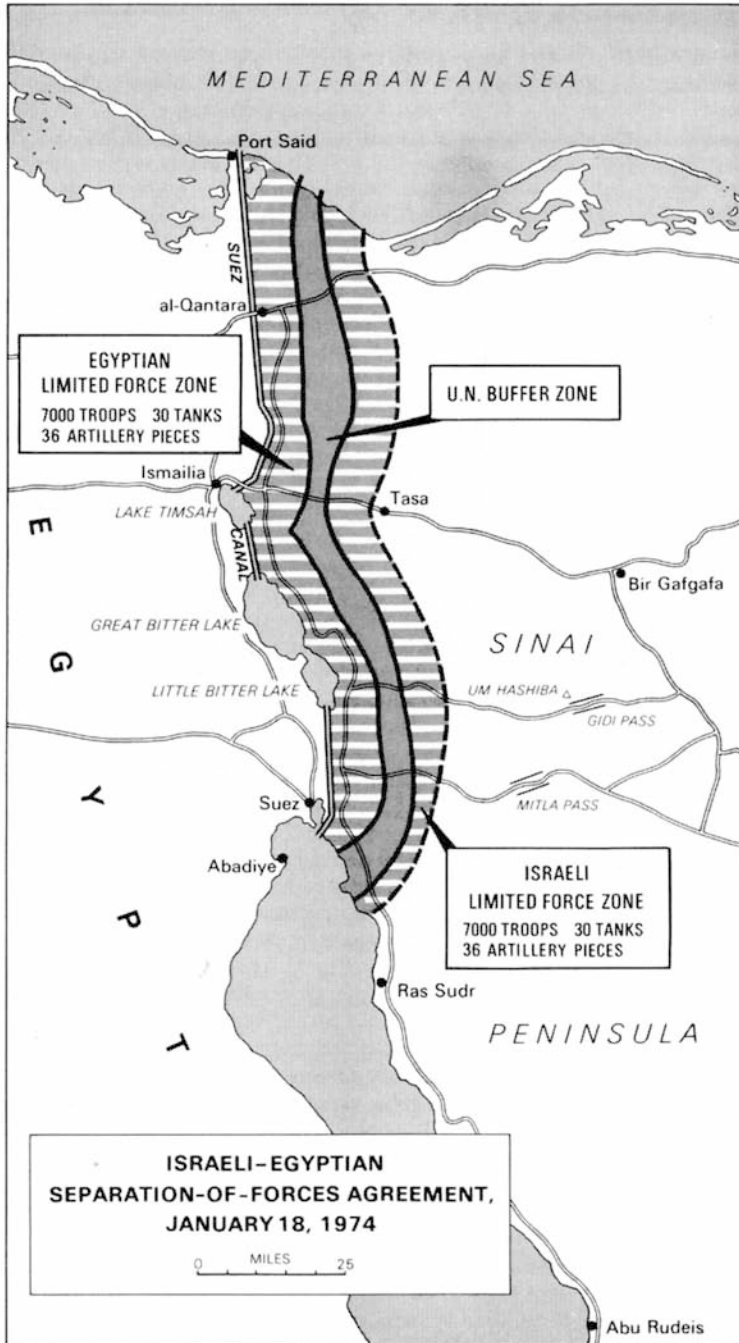 MEDITERRANEAN SEA
Port Said
SUEZ
al-Qantara
EGYPTIAN
LIMITED FORCE ZONE
7000 TROOPS 30 TANKS
36 ARTILLERY PIECES
U.N. BUFFER ZONE
Ismailia
LAKE TIMSAH
Tasa
CANAL
Bir Gafgafa
GREAT BITTER LAKE
SINAI
LITTLE BITTER LAKE
UM HASHIBA
GIDI PASS
EGYPT
Suez
MITLA PASS
Abadiye
ISRAELI
LIMITED FORCE ZONE
7000 TROOPS 30 TANKS
36 ARTILLERY PIECES
Ras Sudr
PENINSULA
ISRAELI-EGYPTIAN
SEPARATION-OF-FORCES AGREEMENT,
JANUARY 18, 1974
0 MILES 25
Abu Rudeis